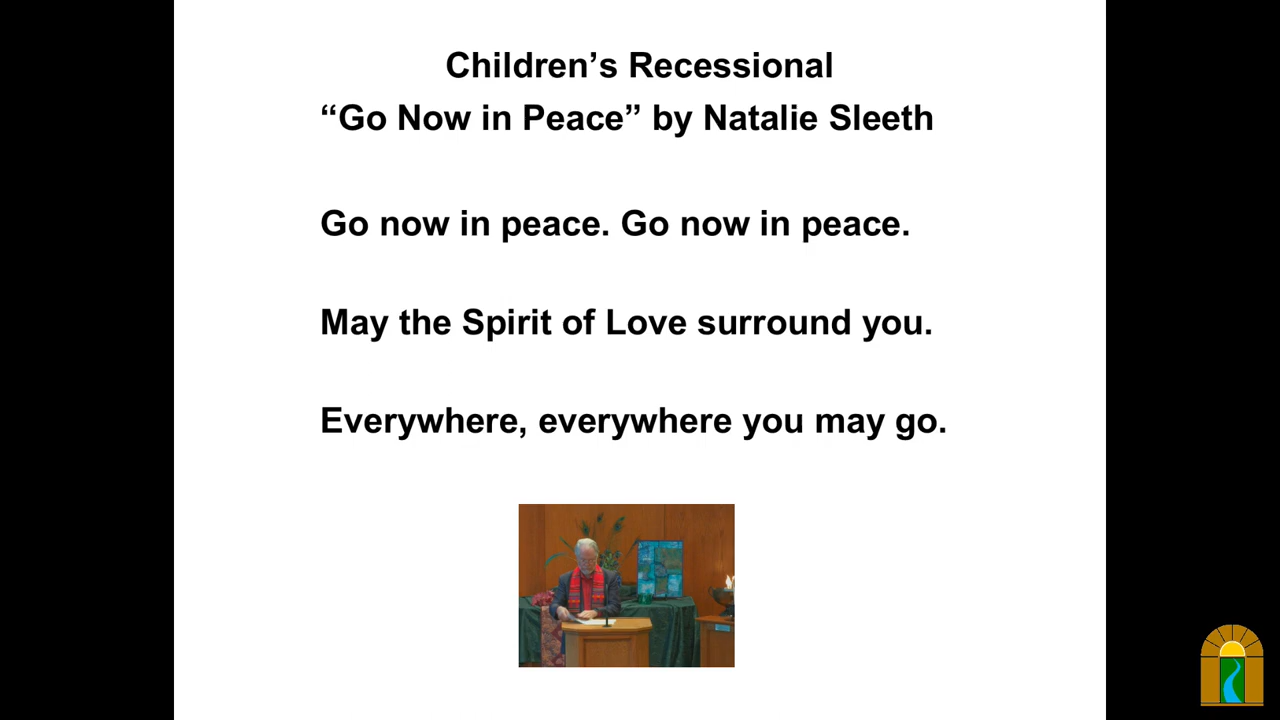 Children’s Recessional
“Go Now in Peace” by Natalie Sleeth
Go now in peace. Go now in peace.
May the Spirit of Love surround you.
Everywhere, everywhere you may go.